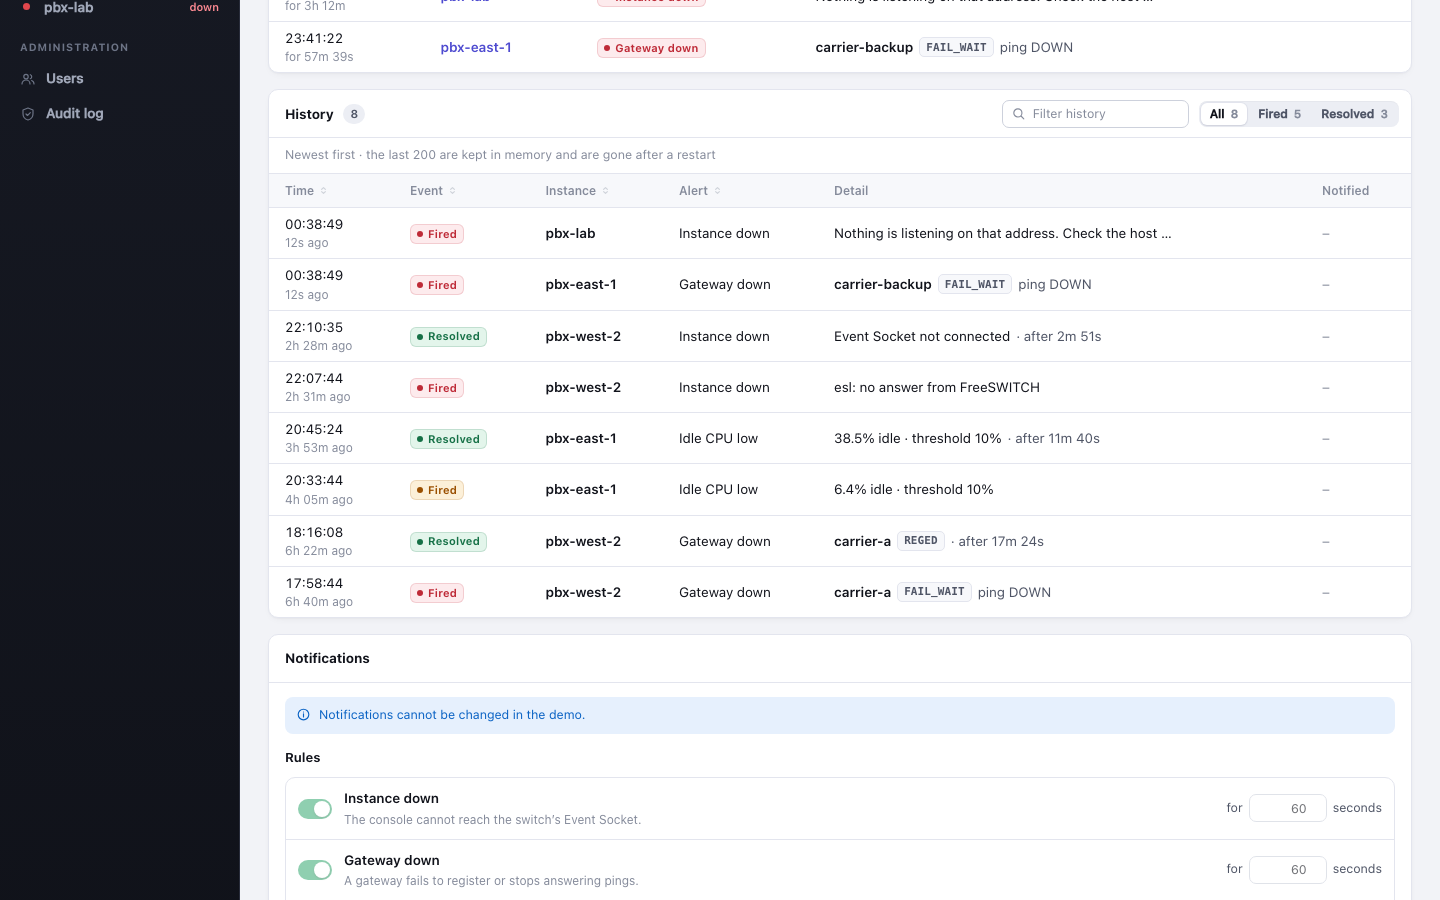 pbx-lab down
ADMINISTRATION
Users
Audit log
for 3h 12m
23:41:22 pbx-east-1 Gateway down carrier-backup FAIL_WAIT ping DOWN
for 57m 39s
History 8 Filter history All 8 Fired 5 Resolved 3
Newest first · the last 200 are kept in memory and are gone after a restart
Time Event Instance Alert Detail Notified
00:38:49 Fired pbx-lab Instance down Nothing is listening on that address. Check the host ... –
12s ago
00:38:49 Fired pbx-east-1 Gateway down carrier-backup FAIL_WAIT ping DOWN –
12s ago
22:10:35 Resolved pbx-west-2 Instance down Event Socket not connected · after 2m 51s –
2h 28m ago
22:07:44 Fired pbx-west-2 Instance down esl: no answer from FreeSWITCH –
2h 31m ago
20:45:24 Resolved pbx-east-1 Idle CPU low 38.5% idle · threshold 10% · after 11m 40s –
3h 53m ago
20:33:44 Fired pbx-east-1 Idle CPU low 6.4% idle · threshold 10% –
4h 05m ago
18:16:08 Resolved pbx-west-2 Gateway down carrier-a REGED · after 17m 24s –
6h 22m ago
17:58:44 Fired pbx-west-2 Gateway down carrier-a FAIL_WAIT ping DOWN –
6h 40m ago
Notifications
Notifications cannot be changed in the demo.
Rules
Instance down for 60 seconds
The console cannot reach the switch's Event Socket.
Gateway down for 60 seconds
A gateway fails to register or stops answering pings.